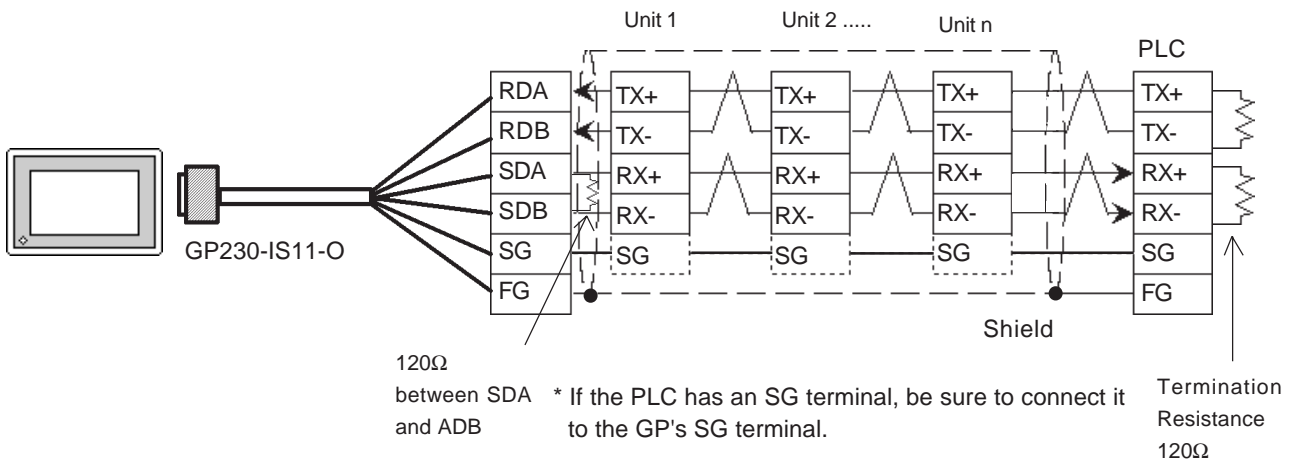 Unit 1
Unit 2 .....
Unit n
PLC
RDA
TX+
TX+
TX+
TX+
RDB
TX-
TX-
TX-
TX-
SDA
RX+
RX+
RX+
RX+
SDB
RX-
RX-
RX-
RX-
SG
SG
SG
SG
SG
FG
FG
GP230-IS11-O
Shield
120Ω
between SDA
and ADB
* If the PLC has an SG terminal, be sure to connect it
to the GP's SG terminal.
Termination
Resistance
120Ω